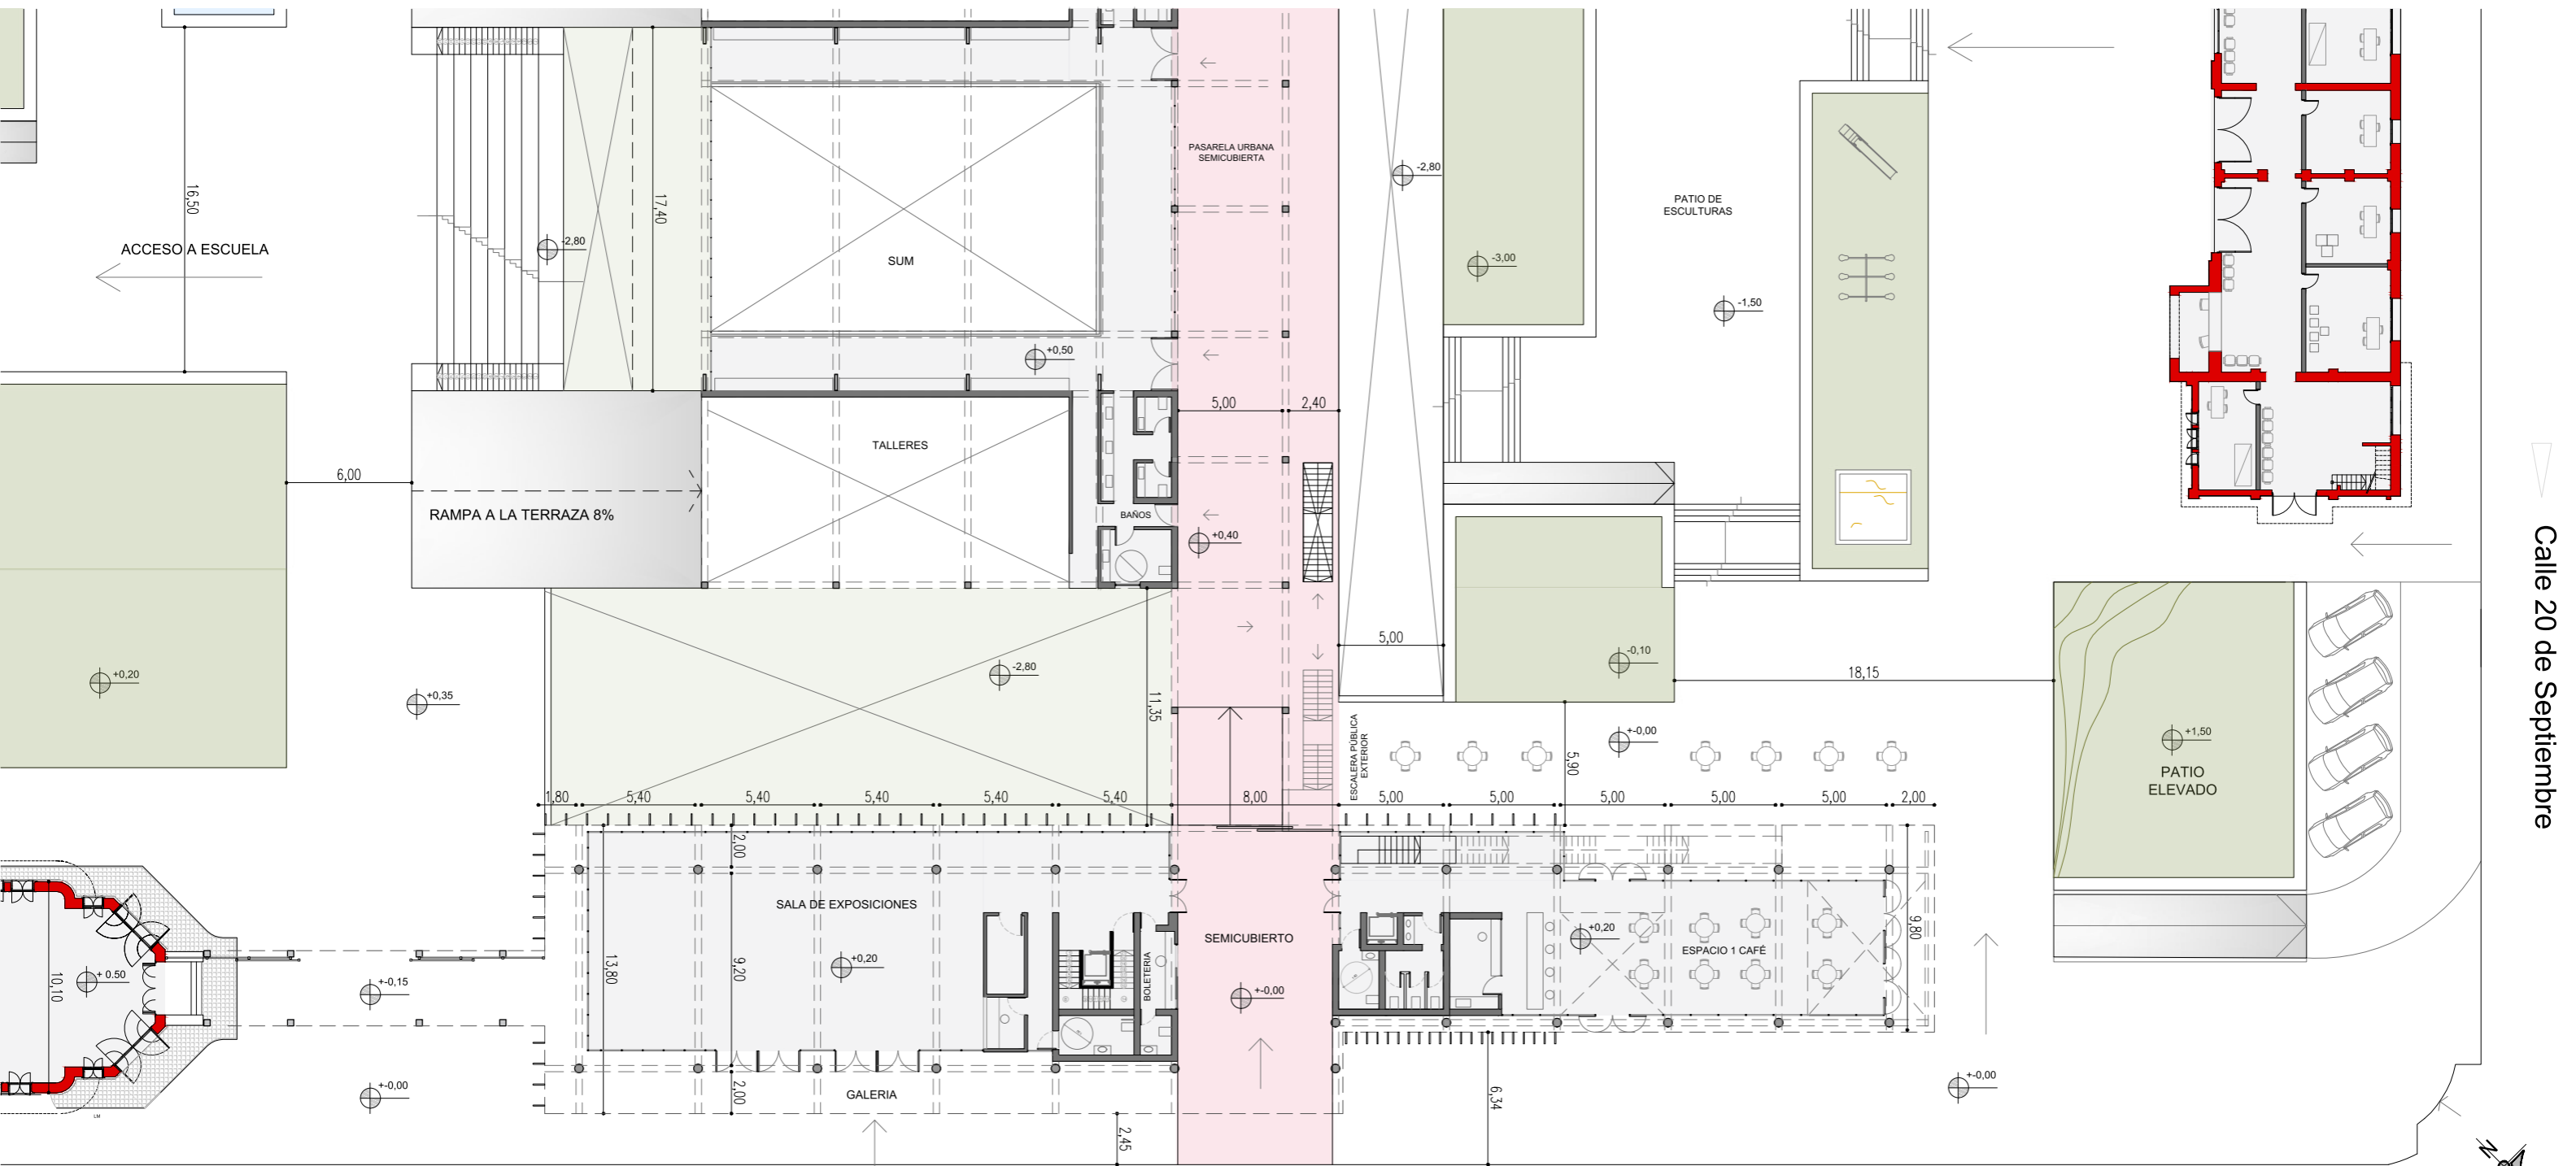 16,50
17,40
PASARELA URBANA
SEMICUBIERTA
-2,80
PATIO DE
ESCULTURAS
ACCESO A ESCUELA
-2,80
SUM
-3,00
-1,50
+0,50
5,00
2,40
TALLERES
6,00
RAMPA A LA TERRAZA 8%
BAÑOS
+0,40
Calle 20 de Septiembre
5,00
-0,10
+0,20
-2,80
18,15
+0,35
11,35
ESCALERA PÚBLICA
EXTERIOR
+-0,00
5,90
+1,50
PATIO
ELEVADO
1,80
5,40
5,40
5,40
5,40
5,40
8,00
5,00
5,00
5,00
5,00
5,00
2,00
2,00
SALA DE EXPOSICIONES
SEMICUBIERTO
+0,20
ESPACIO 1 CAFÉ
9,80
13,80
9,20
+0,20
BOLETERIA
10,10
+ 0.50
+-0,15
+-0,00
+-0,00
2,00
GALERIA
6,34
+-0,00
LM
2,45
N